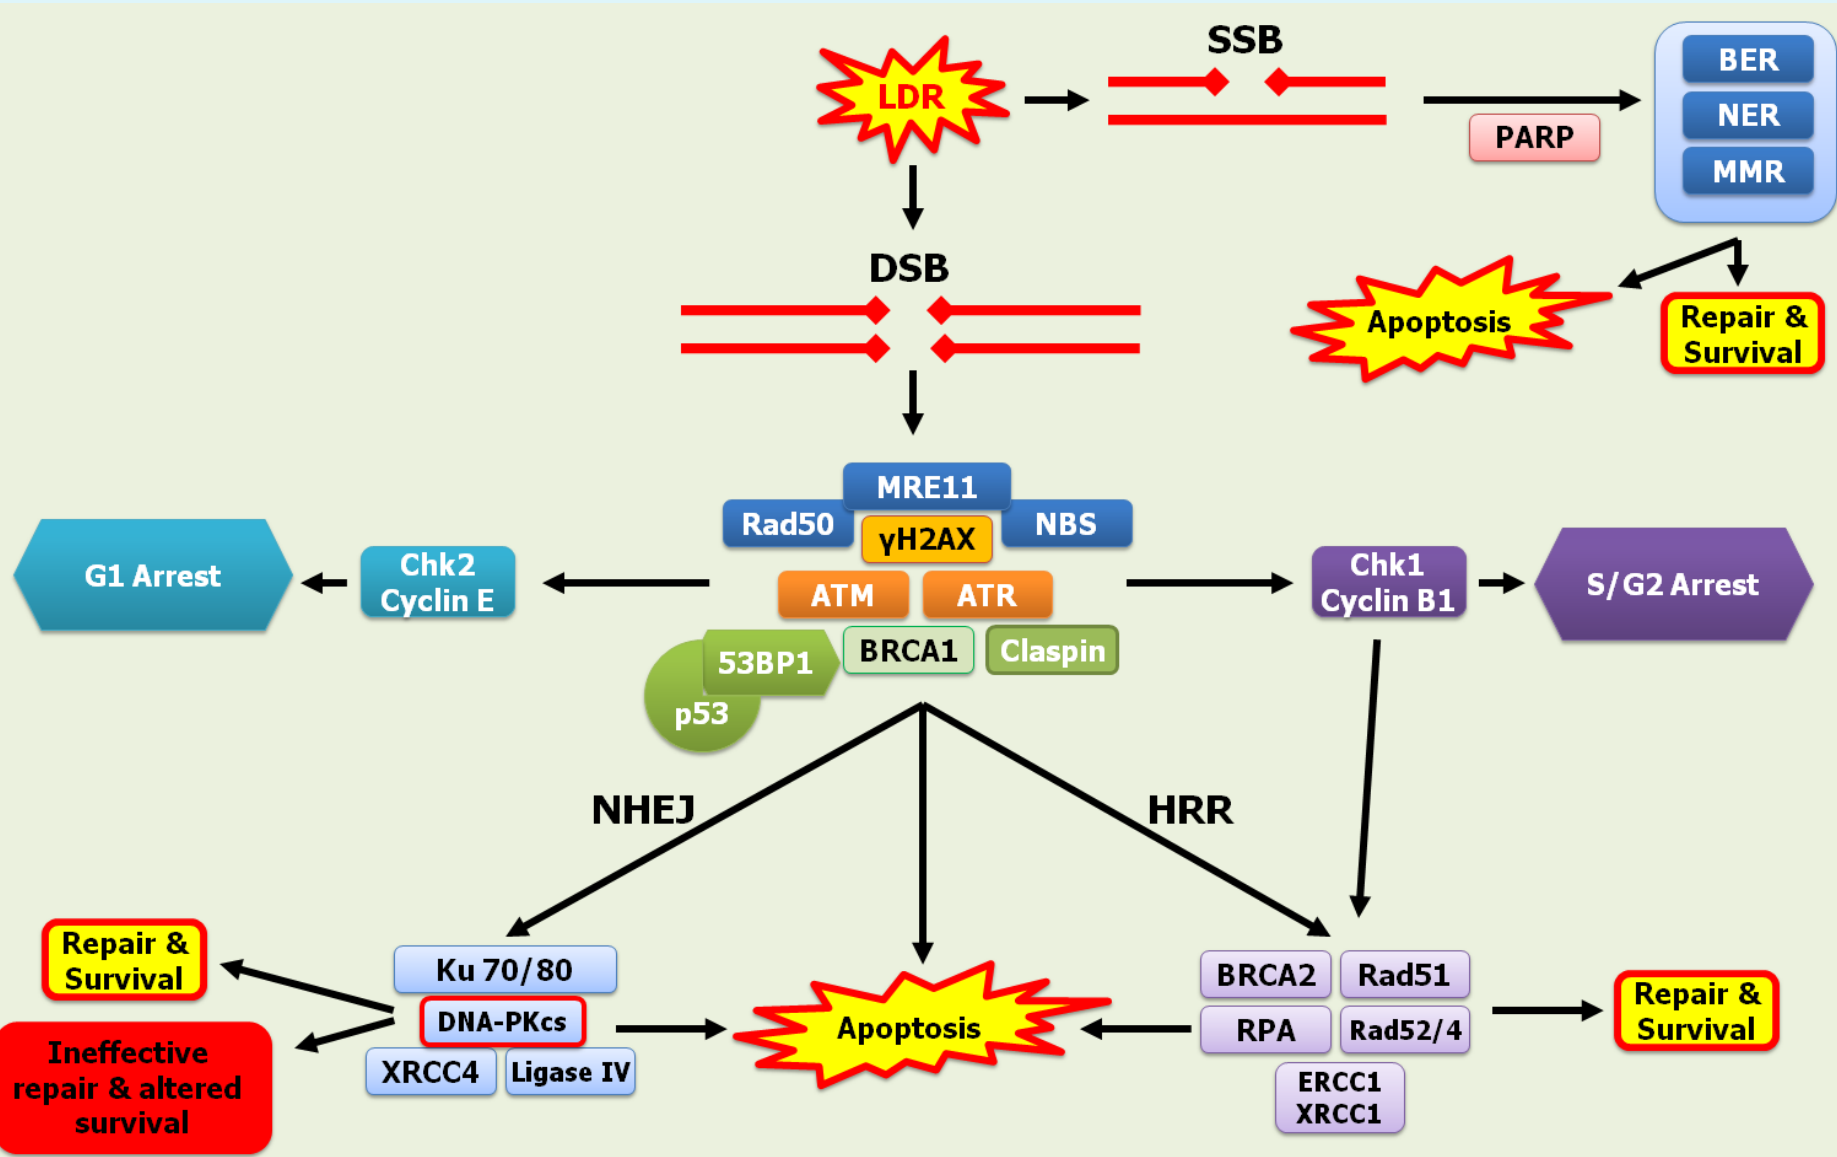 SSB
LDR
BER
NER
MMR
PARP
DSB
Apoptosis
Repair &
Survival
MRE11
Rad50
NBS
γH2AX
G1 Arrest
Chk2
Cyclin E
ATM
ATR
Chk1
Cyclin B1
S/G2 Arrest
53BP1
BRCA1
Claspin
p53
NHEJ
HRR
Repair &
Survival
Ineffective
repair & altered
survival
Ku 70/80
DNA-PKcs
XRCC4
Ligase IV
Apoptosis
BRCA2
Rad51
RPA
Rad52/4
ERCC1
XRCC1
Repair &
Survival